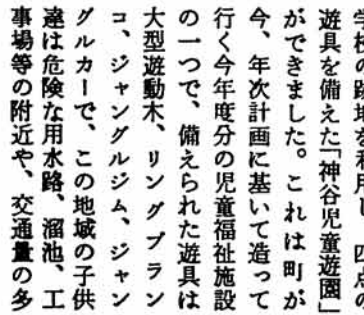 学校の跡地を利用し、四点の
遊具を備えた「神谷児童遊園」
ができました。これは町が
今、年次計画に基いて造って
行く今年度分の児童福祉施設
の一つで、備えられた遊具は
大型遊動木、リングブラン
コ、ジャングルジム、ジャン
グルカーで、この地域の子供
達は危険な用水路、溜池、工
事場等の附近や、交通量の多